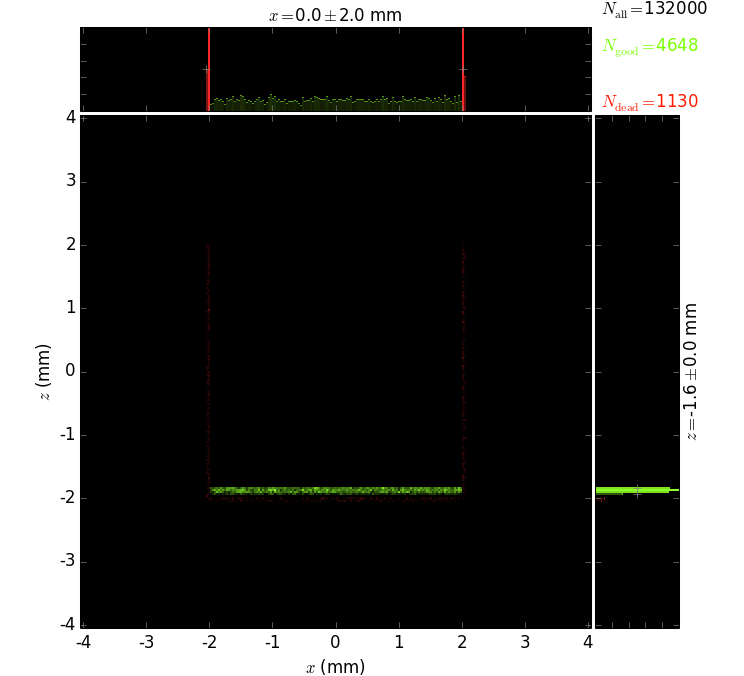 x = 0.0 ± 2.0 mm
N_all = 132000
N_good = 4648
N_dead = 1130
4
3
2
1
0
-1
-2
-3
-4
z (mm)
z = -1.6 ± 0.0 mm
-4 -3 -2 -1 0 1 2 3 4
x (mm)